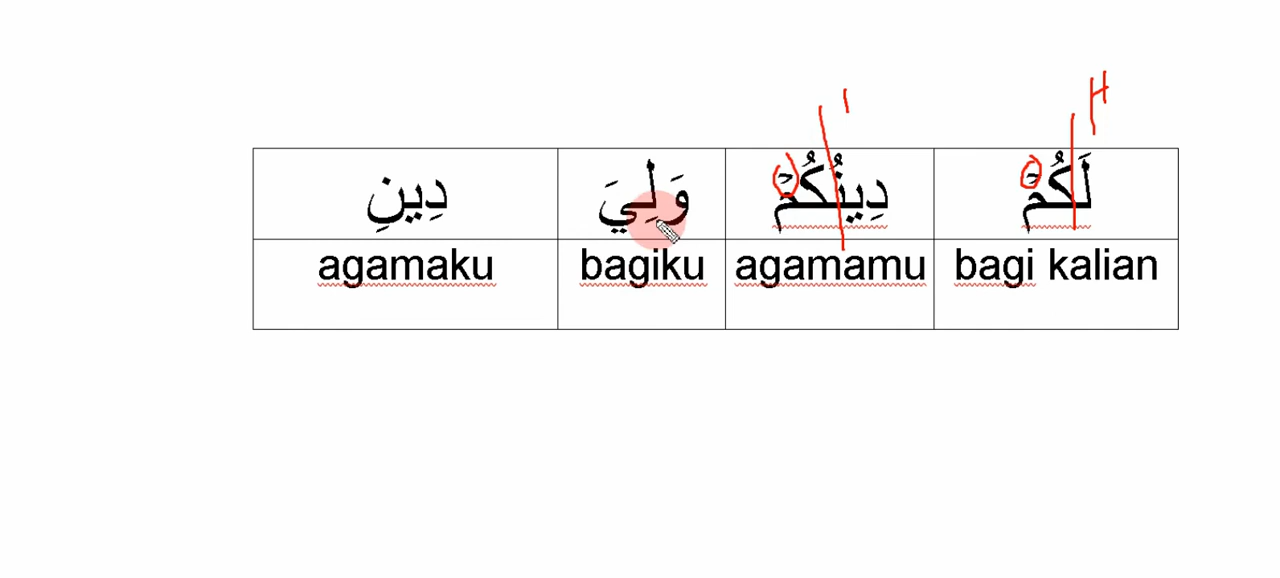 لَكُمْ دِينُكُمْ وَلِيَ دِينِ
bagi kalian agamamu bagiku agamaku